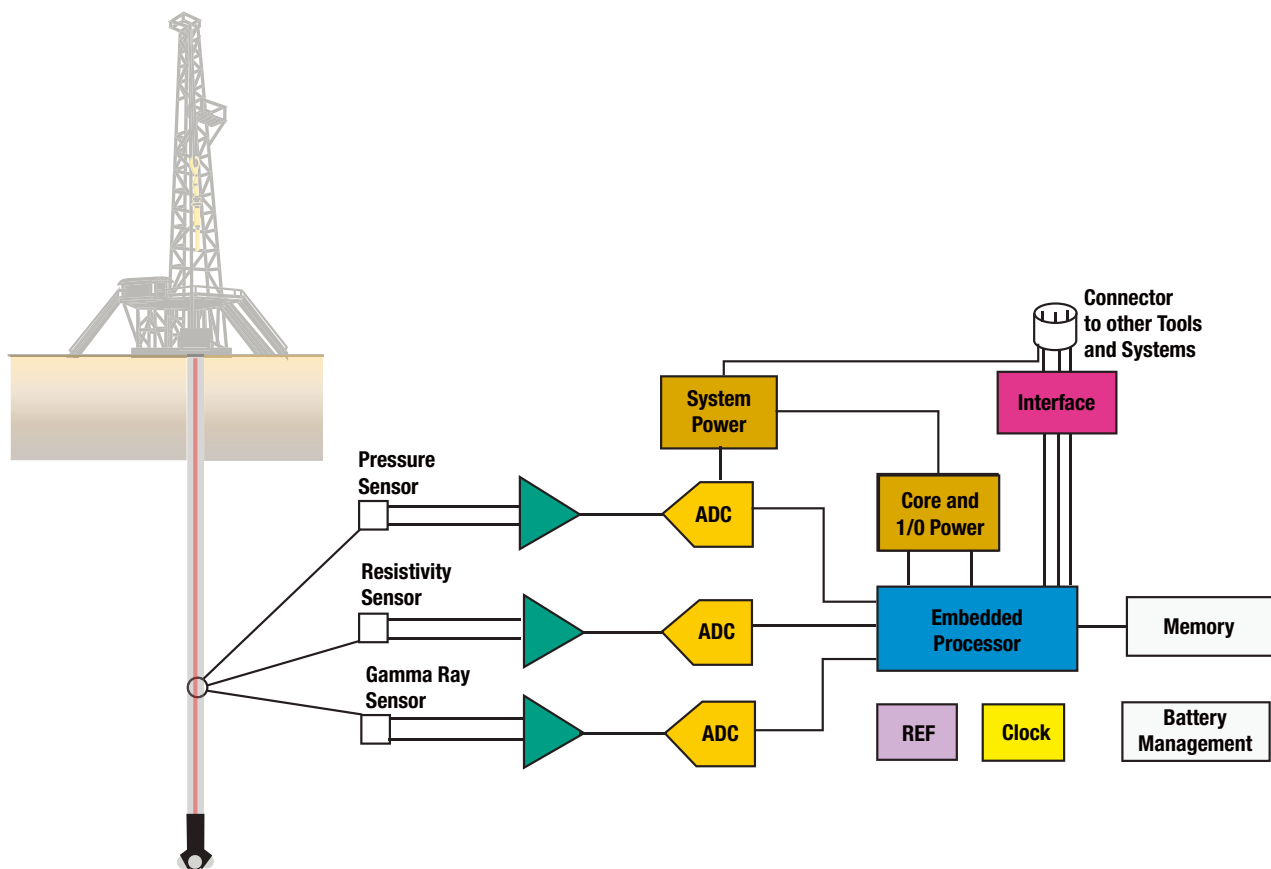 Connector
to other Tools
and Systems
System
Power
Interface
Pressure
Sensor
ADC
Core and
1/0 Power
Resistivity
Sensor
ADC
Embedded
Processor
Memory
Gamma Ray
Sensor
ADC
REF
Clock
Battery
Management